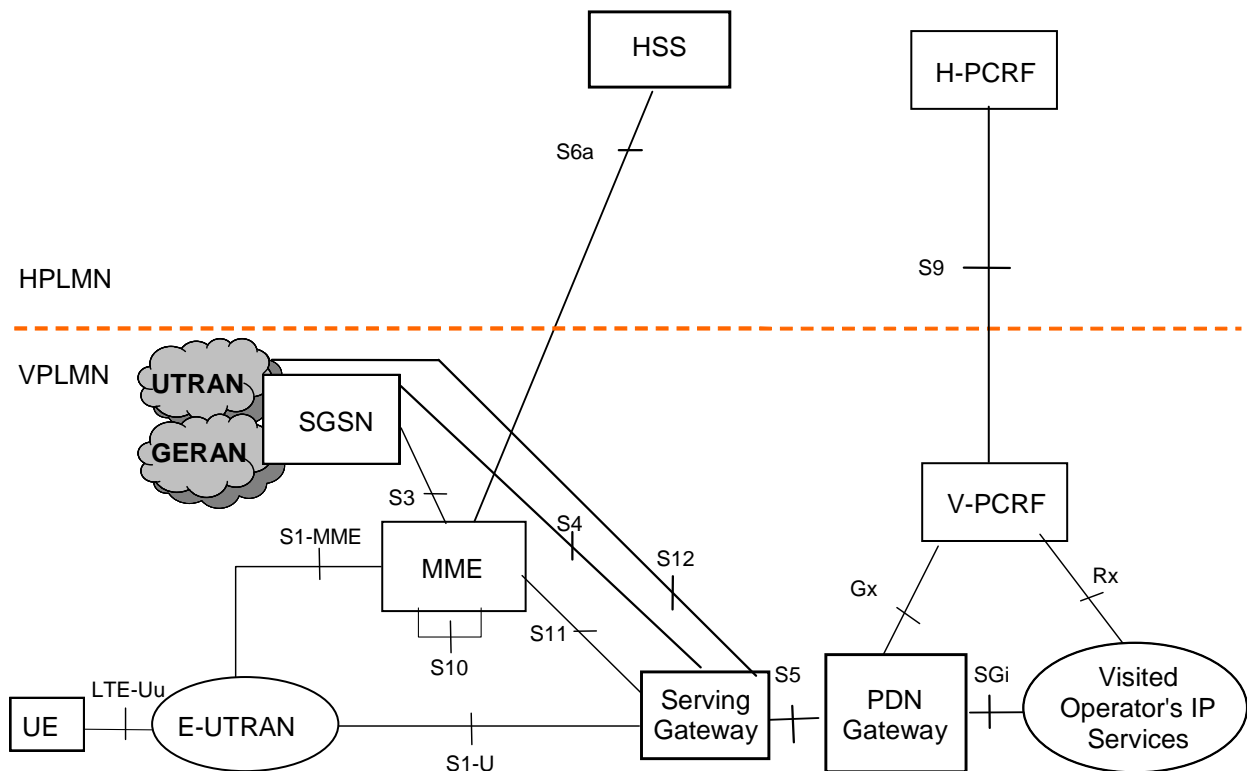 HSS
H-PCRF
S6a
S9
HPLMN
VPLMN
UTRAN
SGSN
GERAN
S3
S4
V-PCRF
S1-MME
MME
S12
Gx
Rx
S11
S10
LTE-Uu
S5
SGi
UE
E-UTRAN
Serving
Gateway
PDN
Gateway
Visited
Operator's IP
Services
S1-U